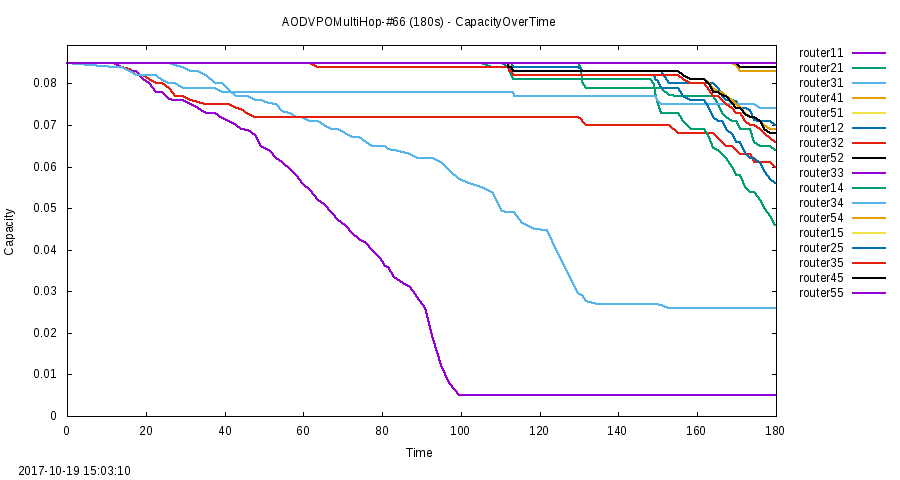 AODVPOMultiHop-#66 (180s) - CapacityOverTime
Capacity
0.08
0.07
0.06
0.05
0.04
0.03
0.02
0.01
0
0 20 40 60 80 100 120 140 160 180
Time
router11
router21
router31
router41
router51
router12
router32
router52
router33
router14
router34
router54
router15
router25
router35
router45
router55
2017-10-19 15:03:10